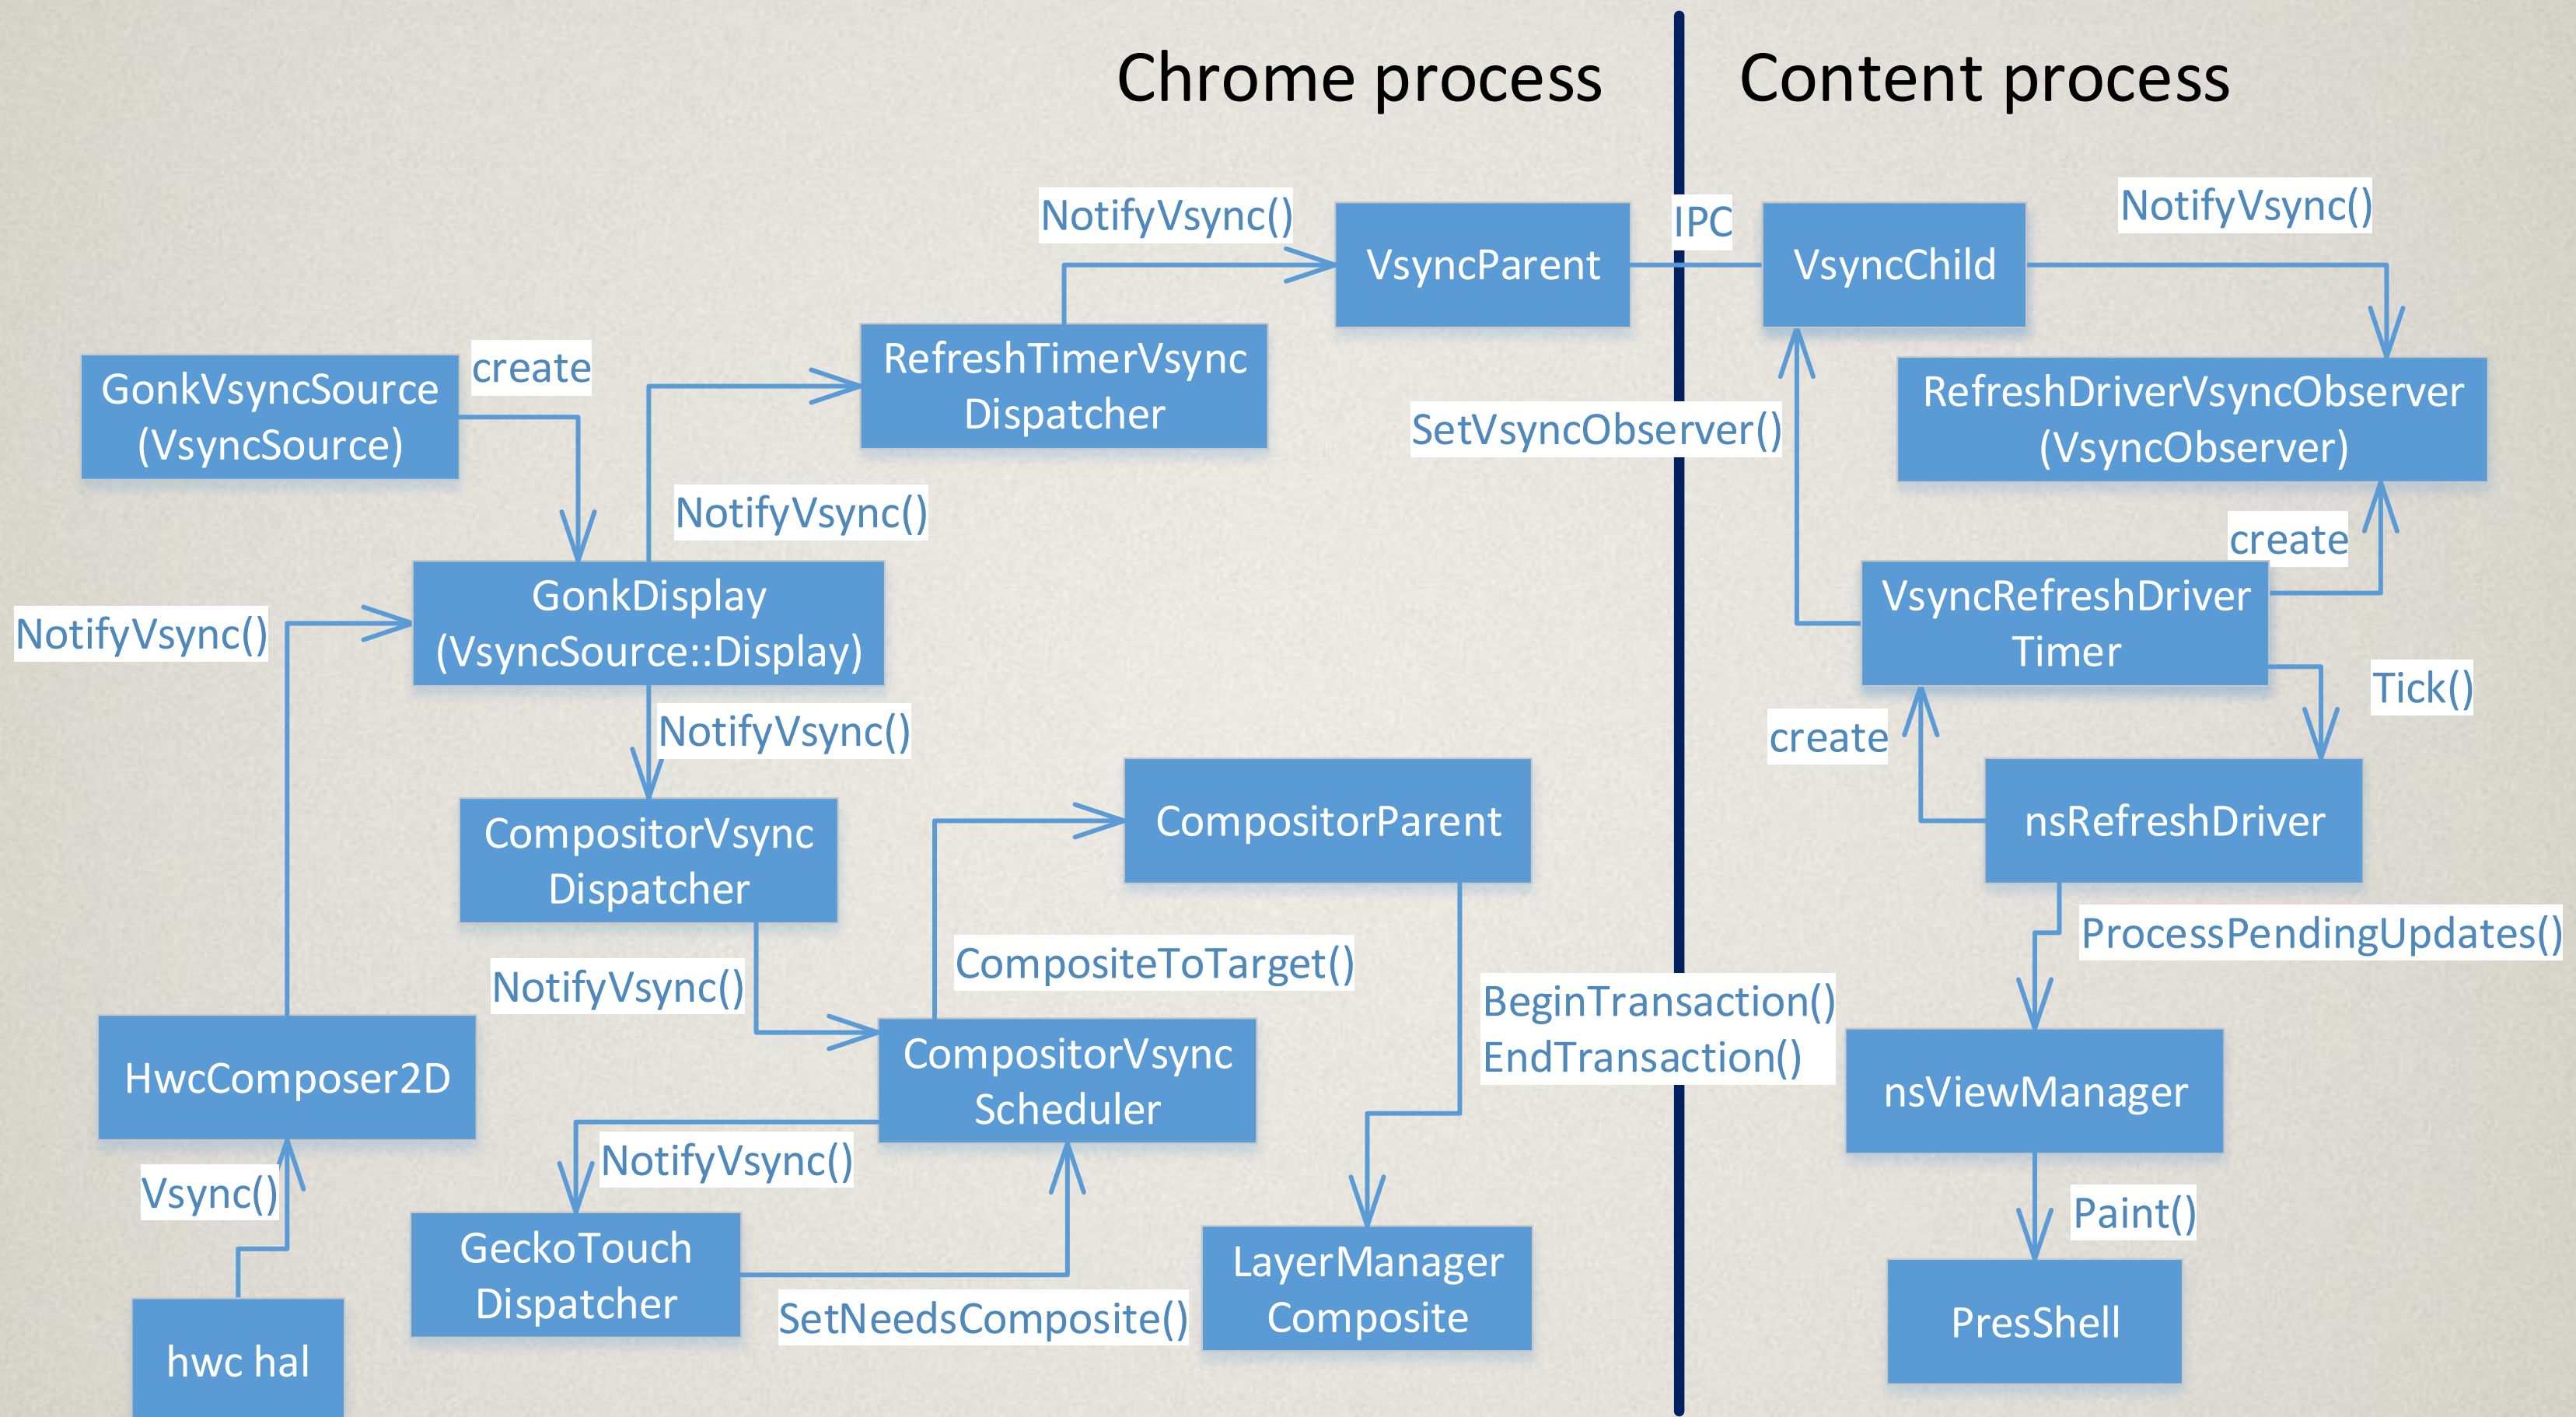 Chrome process
Content process
NotifyVsync()
VsyncParent
IPC
VsyncChild
NotifyVsync()
GonkVsyncSource
(VsyncSource)
create
RefreshTimerVsync
Dispatcher
SetVsyncObserver()
RefreshDriverVsyncObserver
(VsyncObserver)
NotifyVsync()
create
NotifyVsync()
GonkDisplay
(VsyncSource::Display)
VsyncRefreshDriver
Timer
Tick()
NotifyVsync()
create
CompositorVsync
Dispatcher
CompositorParent
nsRefreshDriver
ProcessPendingUpdates()
NotifyVsync()
CompositeToTarget()
BeginTransaction()
EndTransaction()
HwcComposer2D
CompositorVsync
Scheduler
nsViewManager
Vsync()
NotifyVsync()
Paint()
GeckoTouch
Dispatcher
SetNeedsComposite()
LayerManager
Composite
PresShell
hwc hal